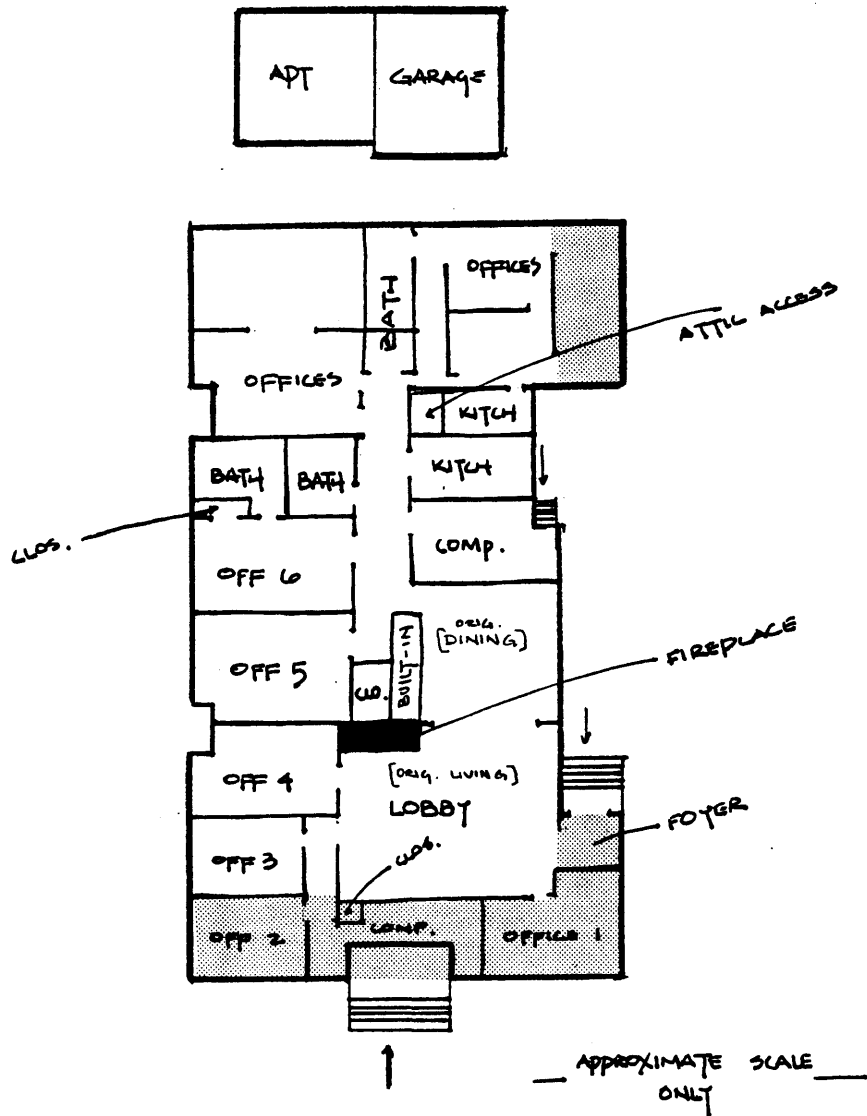 APT
GARAGE
OFFICES
BATH
ATTIC ACCESS
OFFICES
KITCH
KITCH
BATH
BATH
CLOS.
COMP.
OFF 6
ORIG.
[DINING]
BUILT-IN
FIREPLACE
OFF 5
CLO.
[ORIG. LIVING]
OFF 4
LOBBY
FOYER
CLOS.
OFF 3
OFF 2
COMP.
OFFICE 1
APPROXIMATE SCALE
ONLY